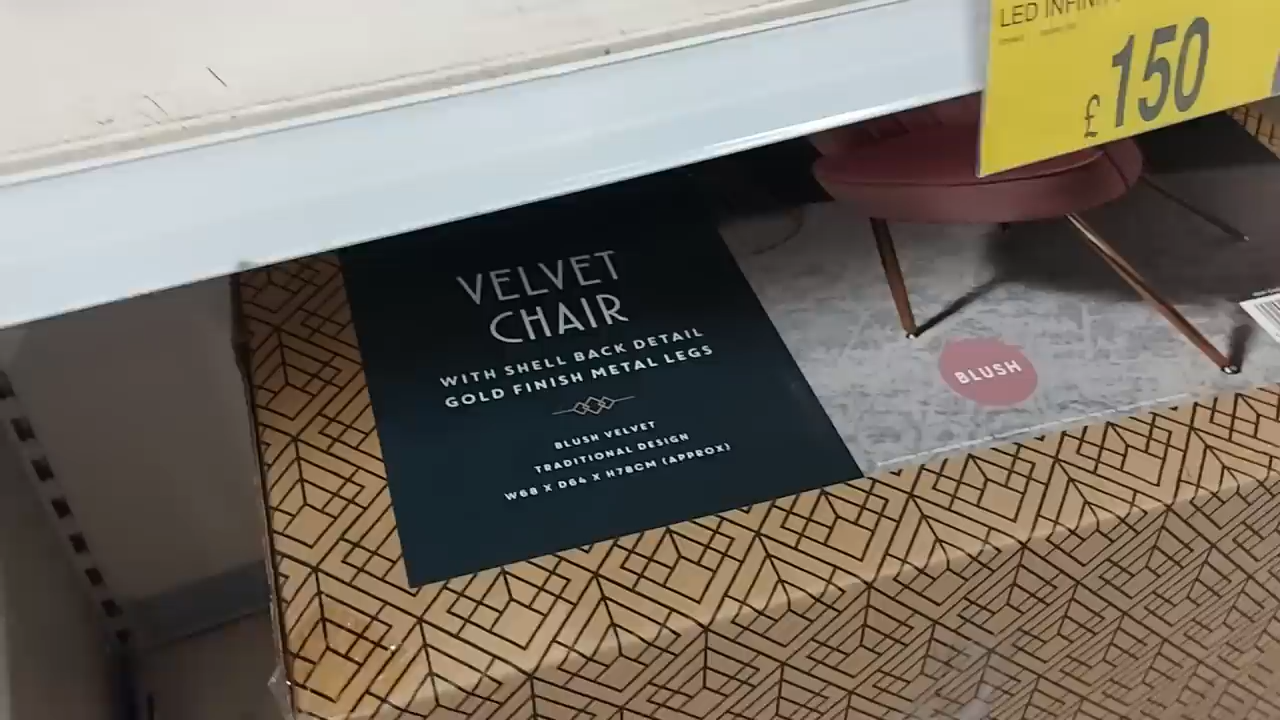 LED INFINI
£150
VELVET
CHAIR
WITH SHELL BACK DETAIL
GOLD FINISH METAL LEGS
BLUSH VELVET
TRADITIONAL DESIGN
W68 X D64 X H78CM (APPROX)
BLUSH